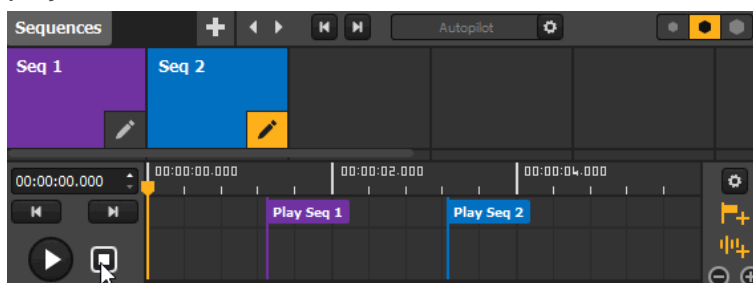 Sequences
Autopilot
Seq 1
Seq 2
00:00:00.000
00:00:00.000
00:00:02.000
00:00:04.000
Play Seq 1
Play Seq 2